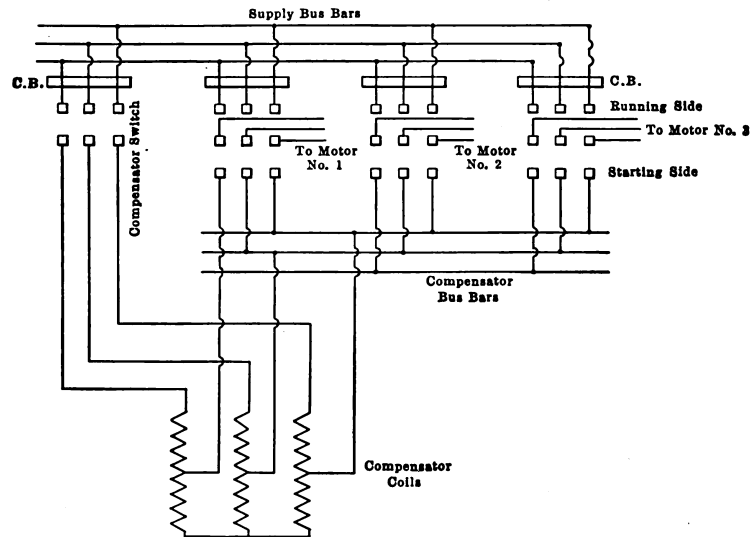 Supply Bus Bars
C.B.
C.B.
Compensator Switch
Running Side
To Motor
No. 1
To Motor
No. 2
To Motor No. 3
Starting Side
Compensator
Bus Bars
Compensator
Coils